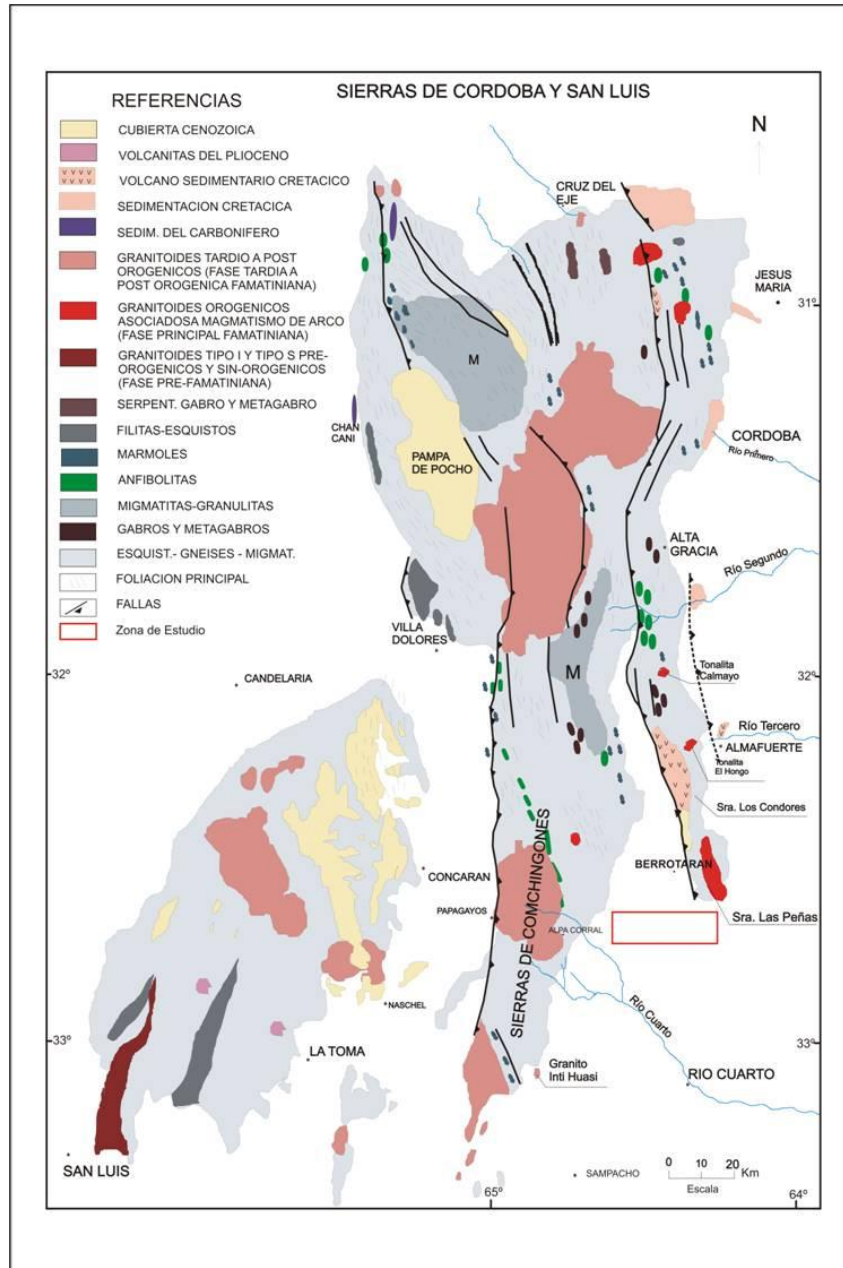 SIERRAS DE CORDOBA Y SAN LUIS
REFERENCIAS
CUBIERTA CENOZOICA
VOLCANITAS DEL PLIOCENO
VOLCANO SEDIMENTARIO CRETACICO
SEDIMENTACION CRETACICA
SEDIM. DEL CARBONIFERO
GRANITOIDES TARDIO A POST
OROGENICOS (FASE TARDIA A
POST OROGENICA FAMATINIANA)
GRANITOIDES OROGENICOS
ASOCIADOSA MAGMATISMO DE ARCO
(FASE PRINCIPAL FAMATINIANA)
GRANITOIDES TIPO I Y TIPO S PRE-
OROGENICOS Y SIN-OROGENICOS
(FASE PRE-FAMATINIANA)
SERPENT. GABRO Y METAGABRO
FILITAS-ESQUISTOS
MARMOLES
ANFIBOLITAS
MIGMATITAS-GRANULITAS
GABROS Y METAGABROS
ESQUIST.- GNEISES - MIGMAT.
FOLIACION PRINCIPAL
FALLAS
Zona de Estudio
N
CRUZ DEL
EJE
JESUS
MARIA
31º
M
CHAN
CANI
PAMPA
DE POCHO
CORDOBA
Río Primero
ALTA
GRACIA
Río Segundo
VILLA
DOLORES
32º
32º
CANDELARIA
M
Tonalita
Calmayo
Río Tercero
ALMAFUERTE
Tonalita
El Hongo
Sra. Los Condores
BERROTARAN
CONCARAN
PAPAGAYOS
SIERRAS DE COMCHINGONES
ALPA CORRAL
Sra. Las Peñas
NASCHEL
Río Cuarto
33º
33º
LA TOMA
Granito
Inti Huasi
RIO CUARTO
SAN LUIS
SAMPACHO
0 10 20 Km
Escala
65º
64º